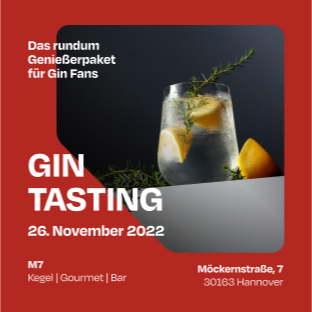 Das rundum
Genießerpaket
für Gin Fans
GIN
TASTING
26. November 2022
M7
Kegel | Gourmet | Bar
Möckernstraße, 7
30163 Hannover